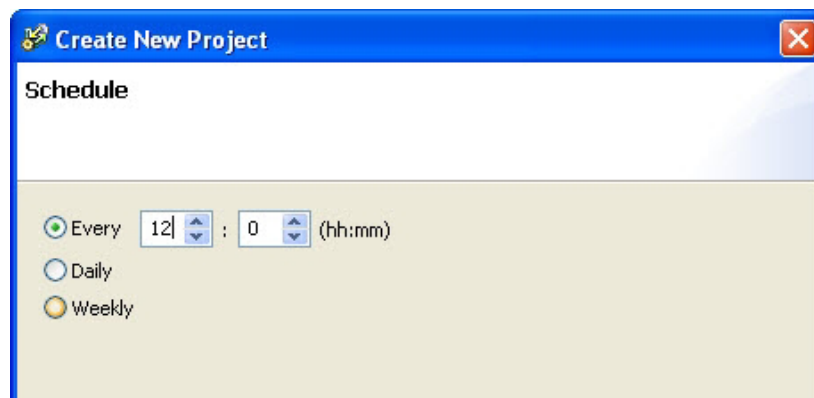 Create New Project
Schedule
Every 12 : 0 (hh:mm)
Daily
Weekly